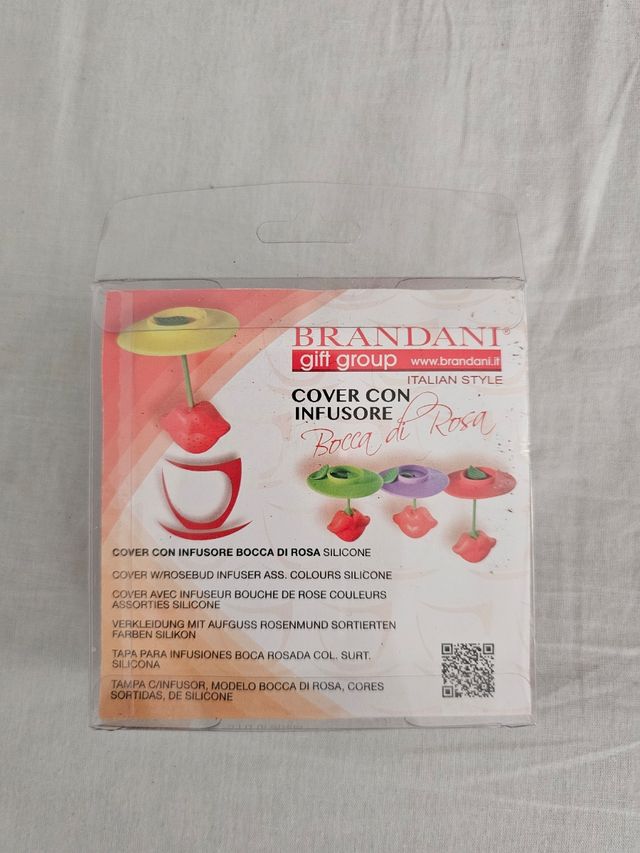 BRANDANI®
gift group www.brandani.it
ITALIAN STYLE
COVER CON
INFUSORE
Bocca di Rosa
COVER CON INFUSORE BOCCA DI ROSA SILICONE
COVER W/ROSEBUD INFUSER ASS. COLOURS SILICONE
COVER AVEC INFUSEUR BOUCHE DE ROSE COULEURS
ASSORTIES SILICONE
VERKLEIDUNG MIT AUFGUSS ROSENMUND SORTIERTEN
FARBEN SILIKON
TAPA PARA INFUSIONES BOCA ROSADA COL. SURT.
SILICONA
TAMPA C/INFUSOR, MODELO BOCCA DI ROSA, CORES
SORTIDAS, DE SILICONE